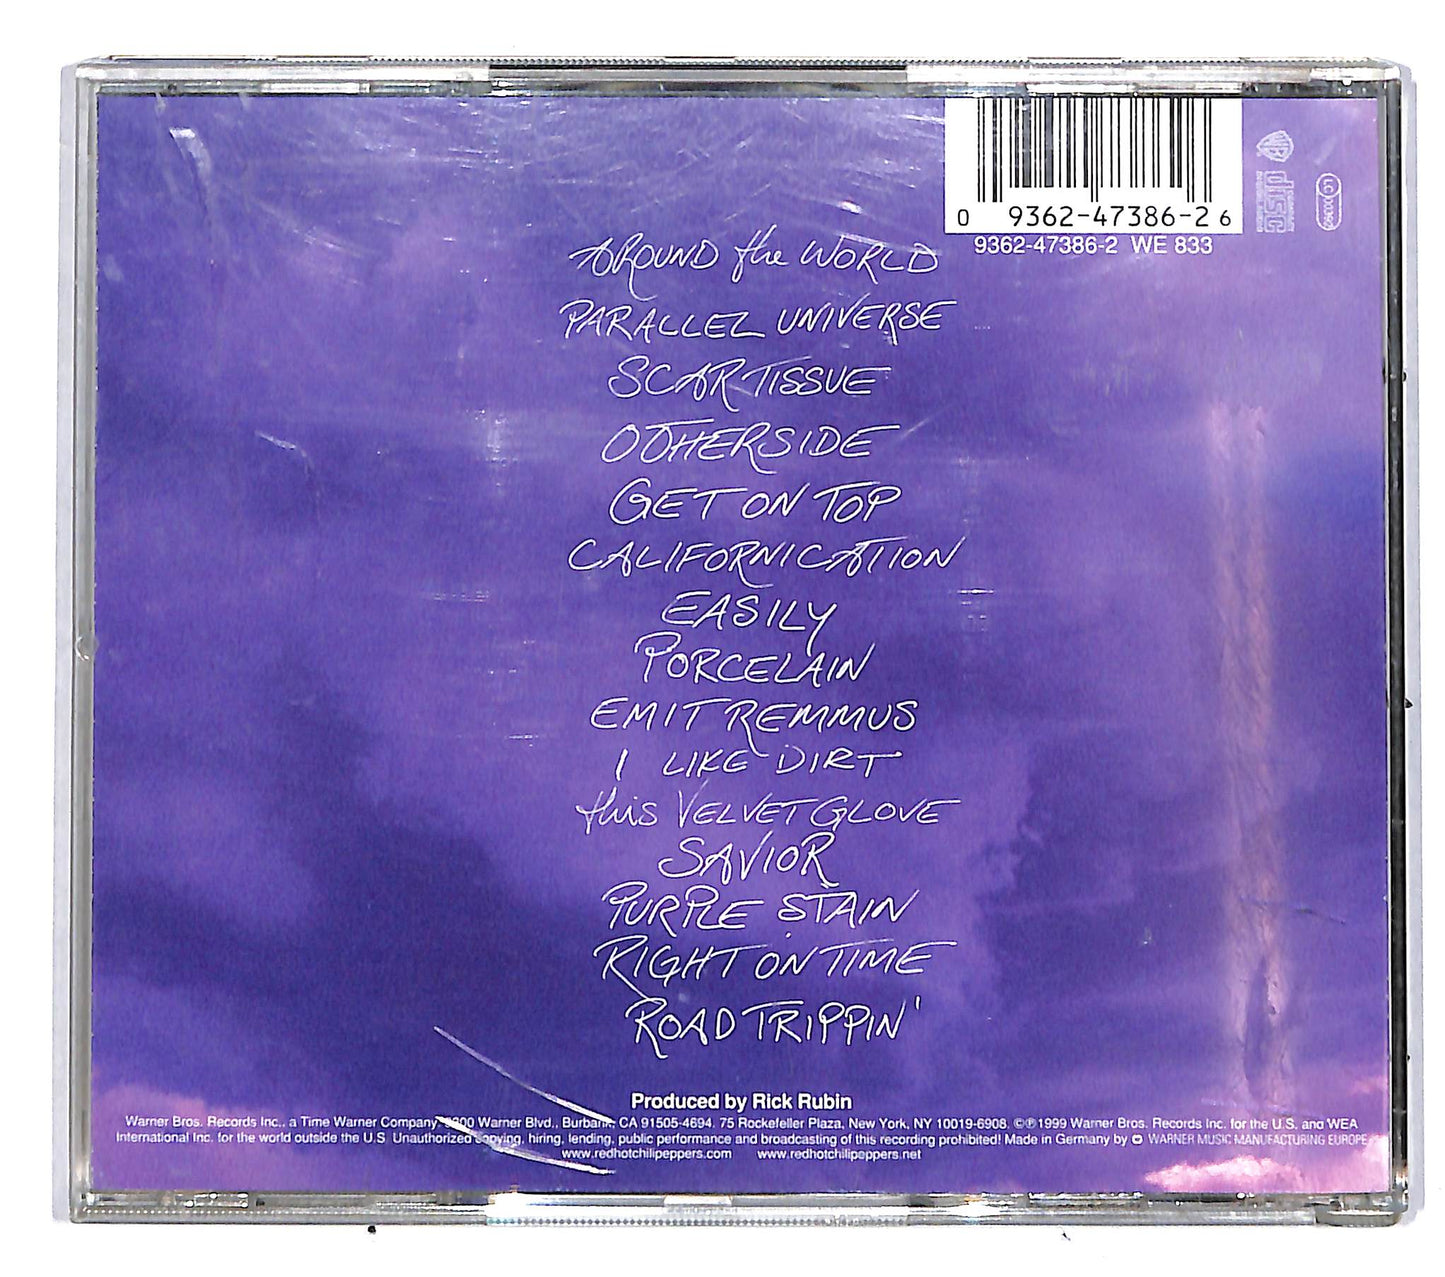 0 9362-47386-2 6
9362-47386-2 WE 833
AROUND the WORLD
PARALLEL UNIVERSE
SCAR TISSUE
OTHERSIDE
GET ON TOP
CALIFORNICATION
EASILY
PORCELAIN
EMIT REMMUS
I LIKE DIRT
this VELVET GLOVE
SAVIOR
PURPLE STAIN
RIGHT ON TIME
ROAD TRIPPIN'
Produced by Rick Rubin
Warner Bros. Records Inc., a Time Warner Company, 3300 Warner Blvd., Burbank, CA 91505-4694. 75 Rockefeller Plaza, New York, NY 10019-6908. ©℗ 1999 Warner Bros. Records Inc. for the U.S. and WEA
International Inc. for the world outside the U.S. Unauthorized copying, hiring, lending, public performance and broadcasting of this recording prohibited! Made in Germany by WARNER MUSIC MANUFACTURING EUROPE
www.redhotchilipeppers.com www.redhotchilipeppers.net
WB
COMPACT
disc
LC